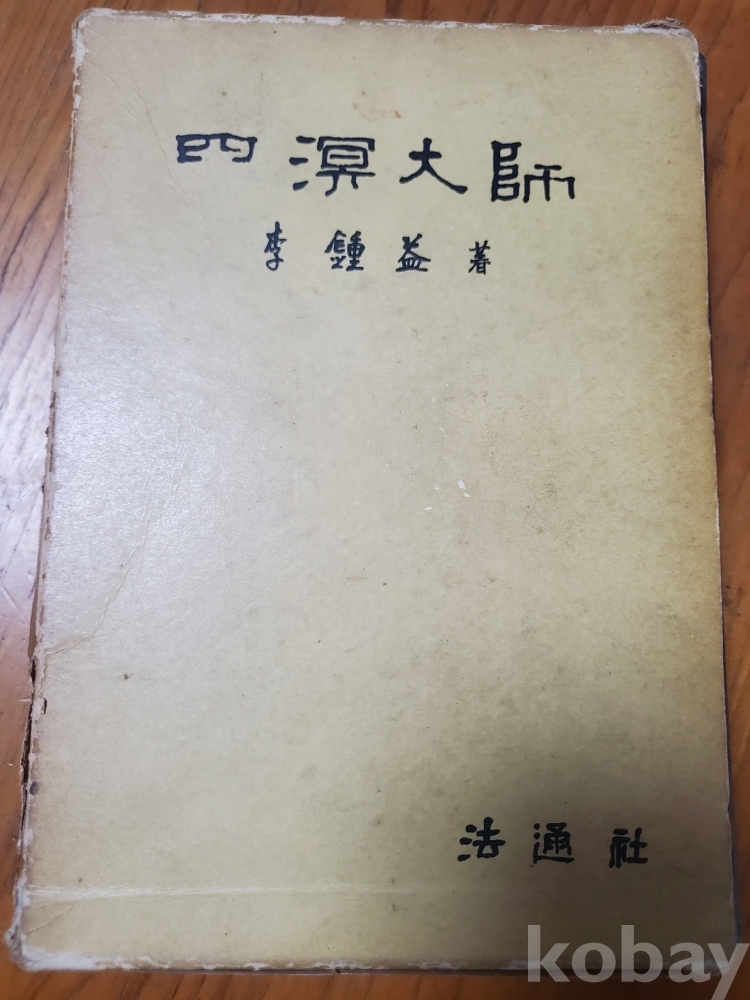 四溟大師
李鍾益 著
法通社
kobay